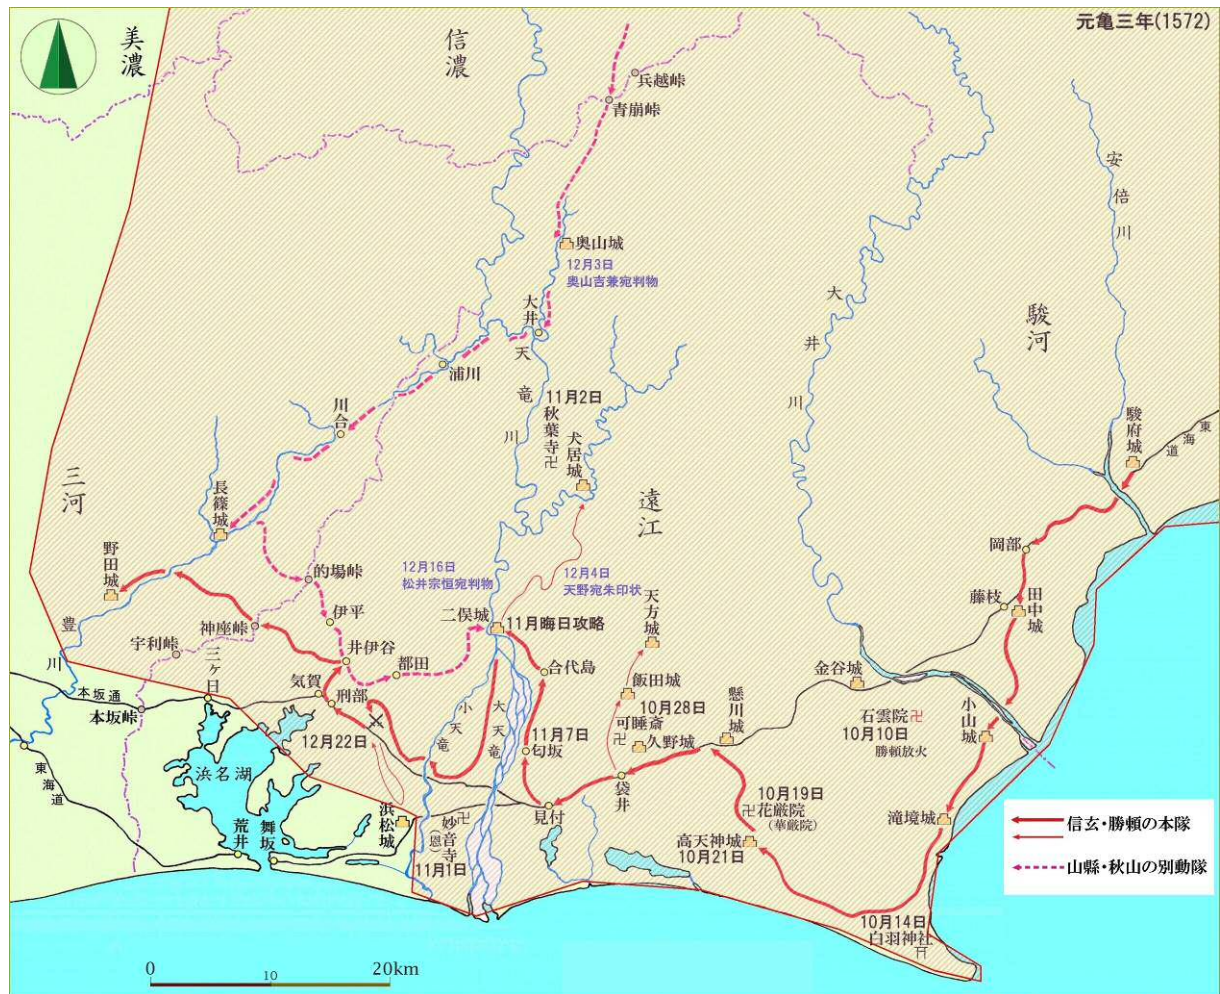 元亀三年(1572)
美濃
信濃
兵越峠
青崩峠
安倍川
奥山城
12月3日
奥山吉兼宛判物
大井
天竜川
大井川
駿河
浦川
11月2日
秋葉寺卍
犬居城
川合
駿府城
東海道
三河
長篠城
遠江
野田城
岡部
的場峠
12月16日
松井宗恒宛判物
12月4日
天野宛朱印状
天方城
藤枝
田中城
伊平
二俣城
11月晦日攻略
豊川
神座峠
宇利峠
三ヶ日
井伊谷
都田
合代島
金谷城
飯田城
10月28日
可睡斎
卍
久野城
懸川城
石雲院卍
10月10日
勝頼放火
小山城
本坂通
本坂峠
気賀
刑部
小天竜
大天竜
11月7日
匂坂
12月22日
浜名湖
東海道
袋井
10月19日
卍花厳院
(華厳院)
滝境城
荒井
舞坂
浜松城
妙音寺
(恩)
卍
11月1日
見付
高天神城
10月21日
10月14日
白羽神社
信玄・勝頼の本隊
山縣・秋山の別動隊
0
10
20km